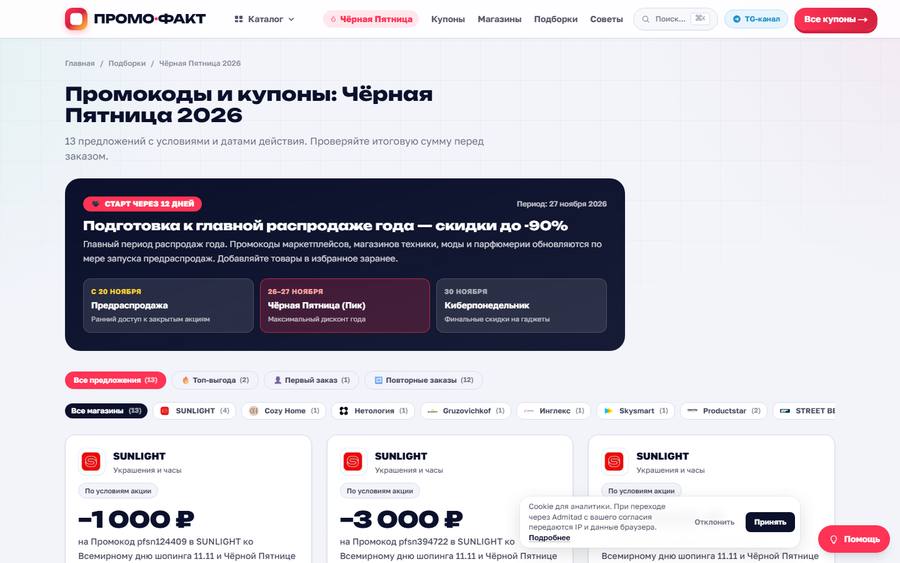 ПРОМО·ФАКТ
Каталог
Чёрная Пятница
Купоны
Магазины
Подборки
Советы
Поиск...
⌘K
TG-канал
Все купоны →
Главная / Подборки / Чёрная Пятница 2026
Промокоды и купоны: Чёрная
Пятница 2026
13 предложений с условиями и датами действия. Проверяйте итоговую сумму перед
заказом.
СТАРТ ЧЕРЕЗ 12 ДНЕЙ
Период: 27 ноября 2026
Подготовка к главной распродаже года — скидки до -90%
Главный период распродаж года. Промокоды маркетплейсов, магазинов техники, моды и парфюмерии обновляются по
мере запуска предраспродаж. Добавляйте товары в избранное заранее.
С 20 НОЯБРЯ
Предраспродажа
Ранний доступ к закрытым акциям
26–27 НОЯБРЯ
Чёрная Пятница (Пик)
Максимальный дисконт года
30 НОЯБРЯ
Киберпонедельник
Финальные скидки на гаджеты
Все предложения (13)
Топ-выгода (2)
Первый заказ (1)
Повторные заказы (12)
Все магазины (13)
SUNLIGHT (4)
Cozy Home (1)
Нетология (1)
Gruzovichkof (1)
Инглекс (1)
Skysmart (1)
Productstar (2)
STREET BE
SUNLIGHT
Украшения и часы
По условиям акции
−1 000 ₽
на Промокод pfsn124409 в SUNLIGHT ко
Всемирному дню шопинга 11.11 и Чёрной Пятнице
SUNLIGHT
Украшения и часы
По условиям акции
−3 000 ₽
на Промокод pfsn394722 в SUNLIGHT ко
Всемирному дню шопинга 11.11 и Чёрной Пятнице
SUNLIGHT
Украшения и часы
По условиям акции
Всемирному дню шопинга 11.11 и Чёрной Пятнице
Cookie для аналитики. При переходе
через Admitad с вашего согласия
передаются IP и данные браузера.
Подробнее
Отклонить
Принять
Помощь